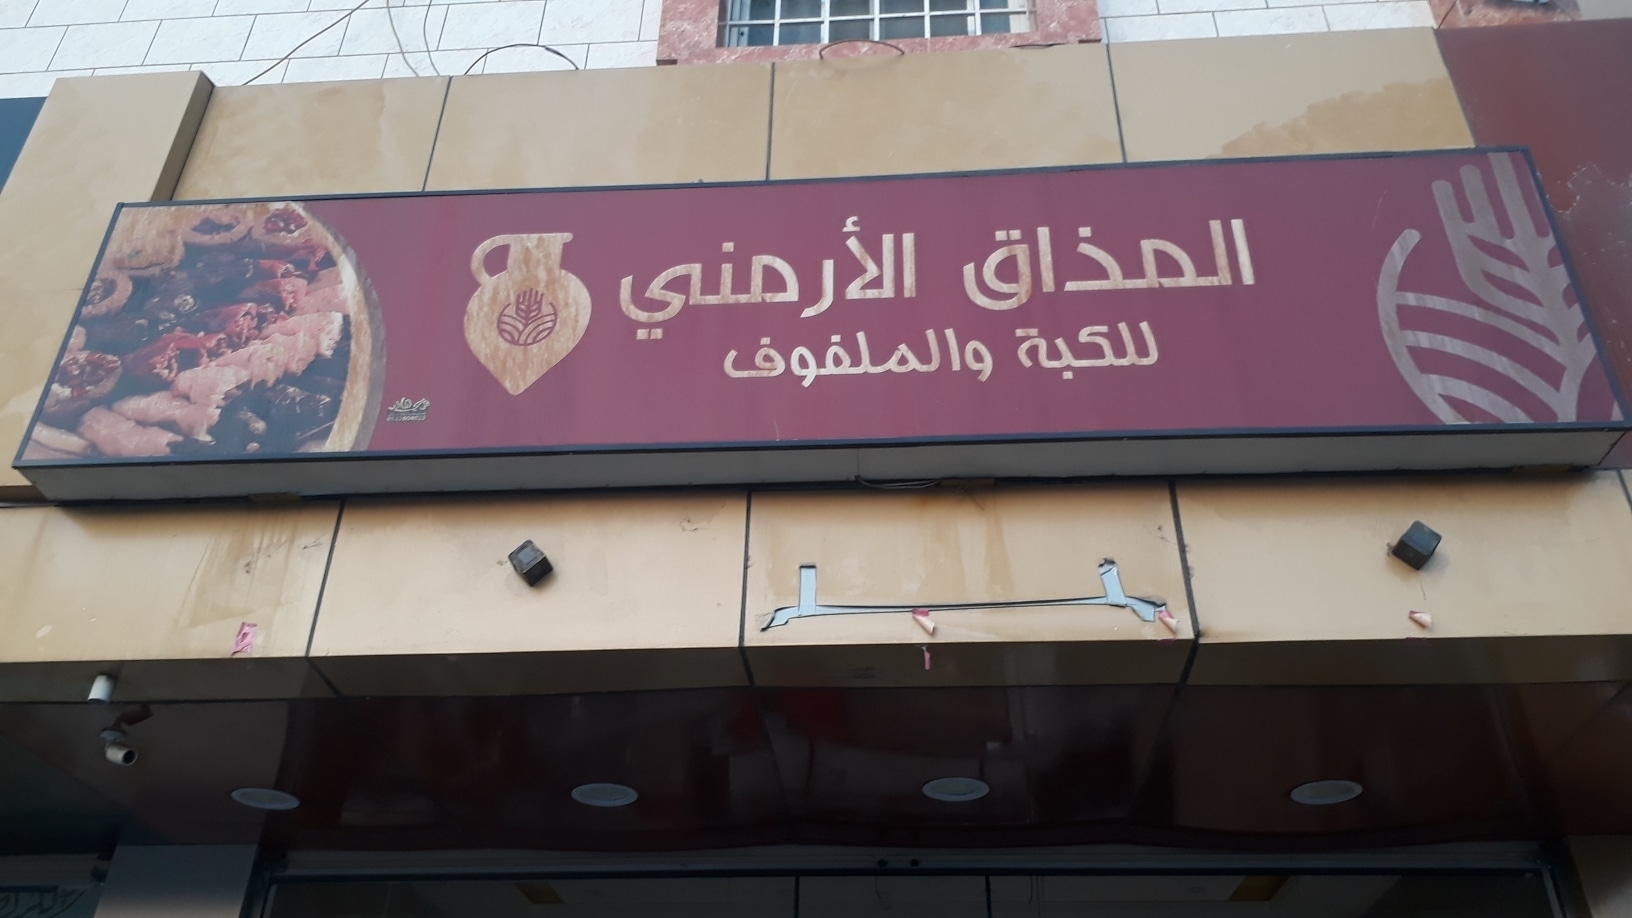 المذاق الأرمني
للكبة والملفوف